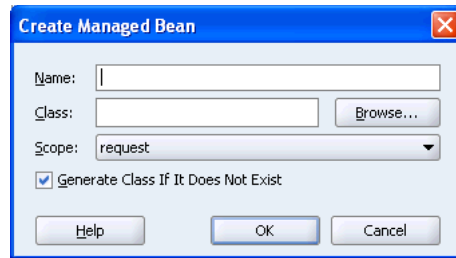 Create Managed Bean
Name:
Class: Browse...
Scope: request
Generate Class If It Does Not Exist
Help OK Cancel